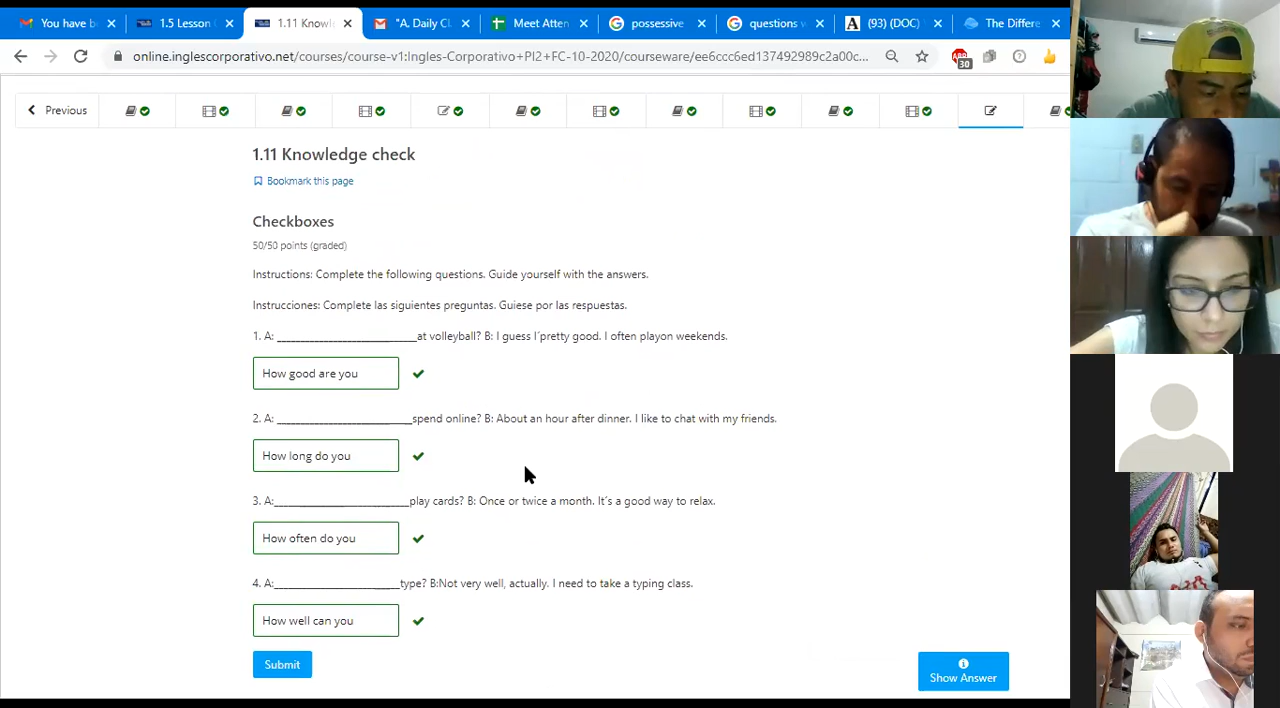 You have b
1.5 Lesson
1.11 Knowl
"A. Daily Cl
Meet Atten
possessive
questions w
(93) (DOC)
The Differe
online.inglescorporativo.net/courses/course-v1:Ingles-Corporativo+PI2+FC-10-2020/courseware/ee6ccc6ed137492989c2a00c...
30
Previous
1.11 Knowledge check
Bookmark this page
Checkboxes
50/50 points (graded)
Instructions: Complete the following questions. Guide yourself with the answers.
Instrucciones: Complete las siguientes preguntas. Guiese por las respuestas.
1. A: ____________________at volleyball? B: I guess I´pretty good. I often playon weekends.
How good are you
2. A: ____________________spend online? B: About an hour after dinner. I like to chat with my friends.
How long do you
3. A:____________________play cards? B: Once or twice a month. It´s a good way to relax.
How often do you
4. A:____________________type? B:Not very well, actually. I need to take a typing class.
How well can you
Submit
Show Answer